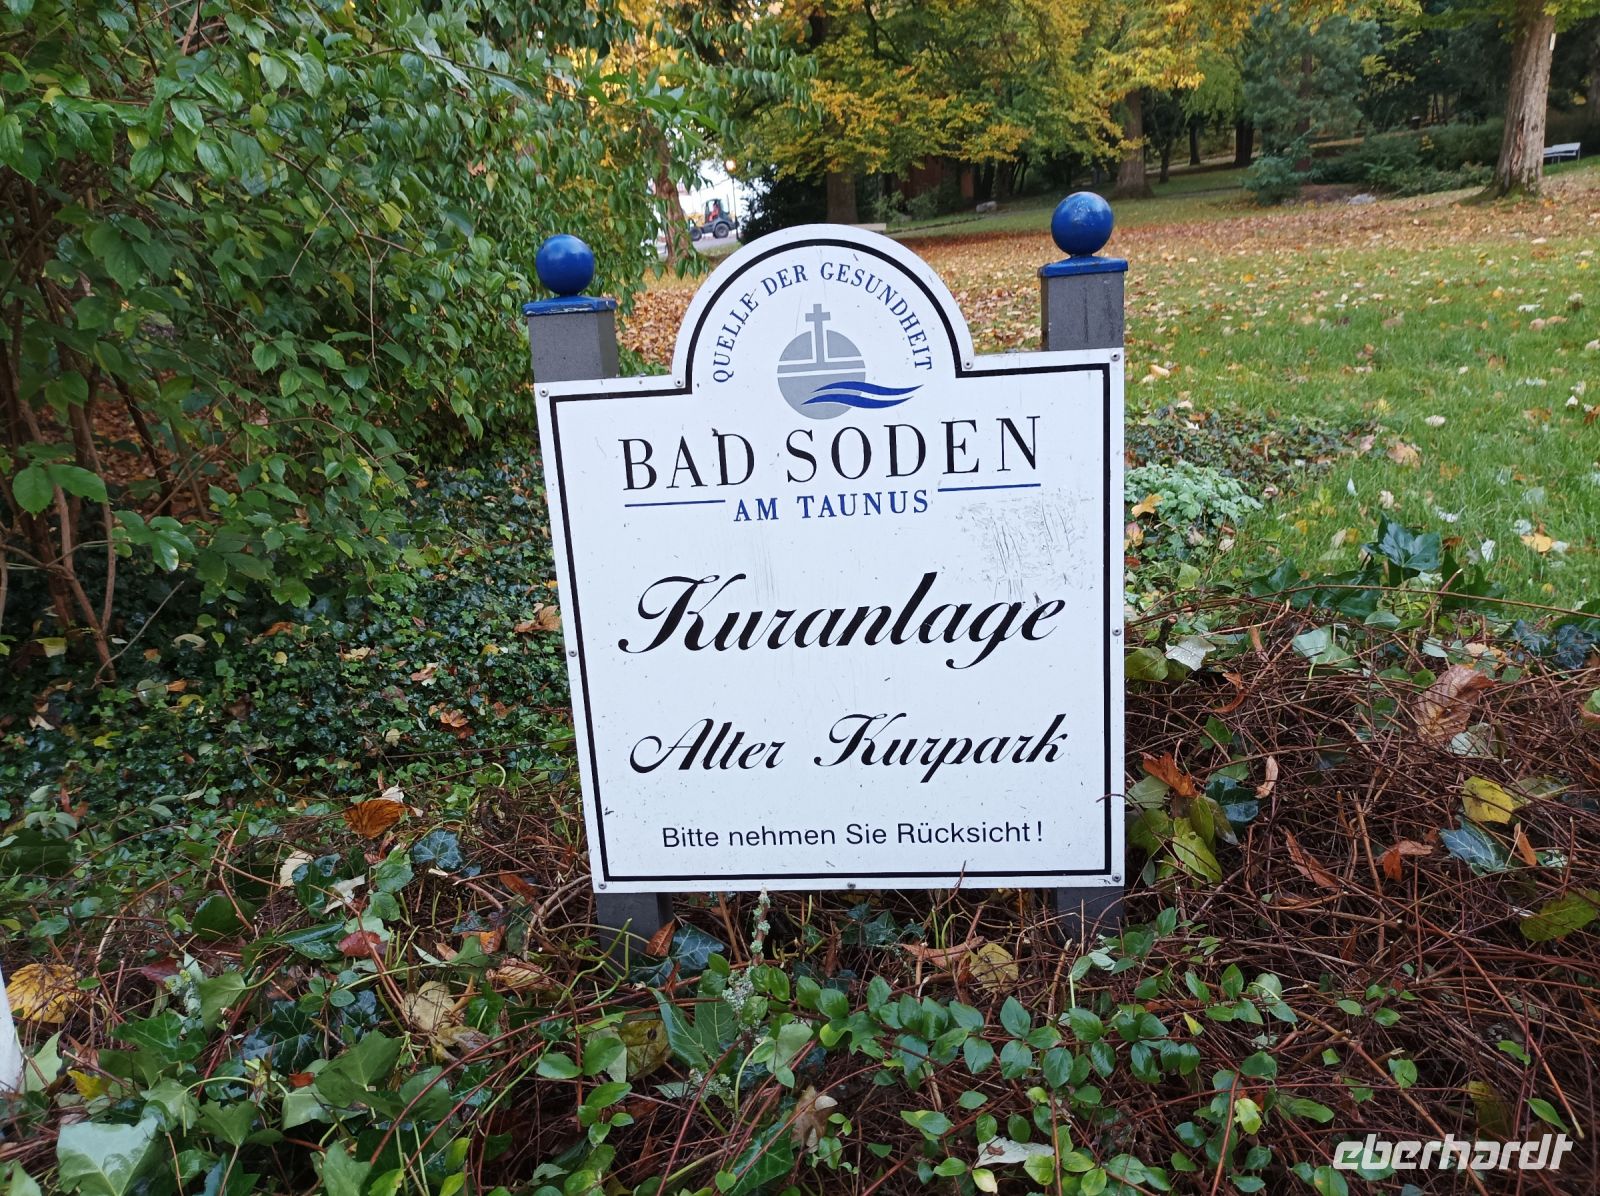 QUELLE DER GESUNDHEIT
BAD SODEN
AM TAUNUS
Kuranlage
Alter Kurpark
Bitte nehmen Sie Rücksicht!
eberhardt